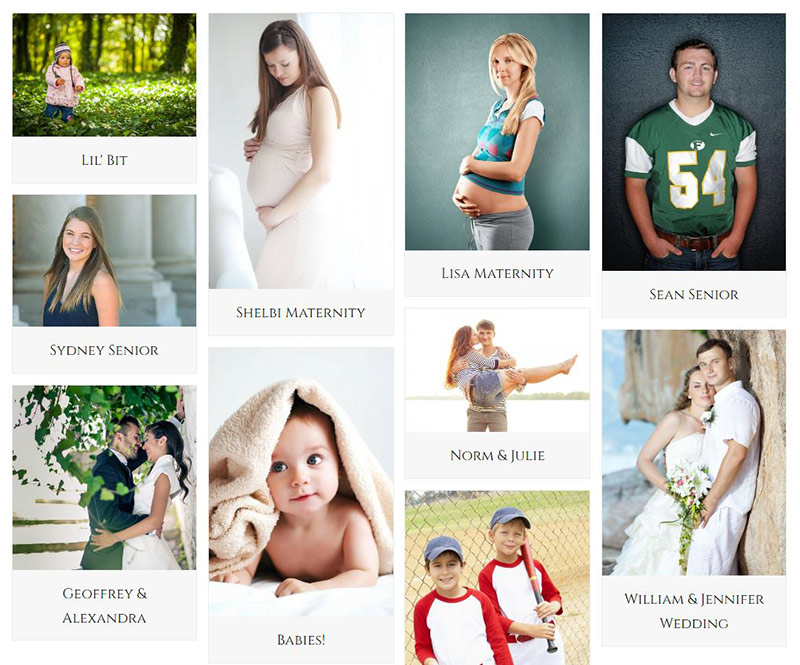 Lil' Bit
Sydney Senior
Geoffrey &
Alexandra
Shelbi Maternity
Babies!
Lisa Maternity
Norm & Julie
54
F
Sean Senior
William & Jennifer
Wedding